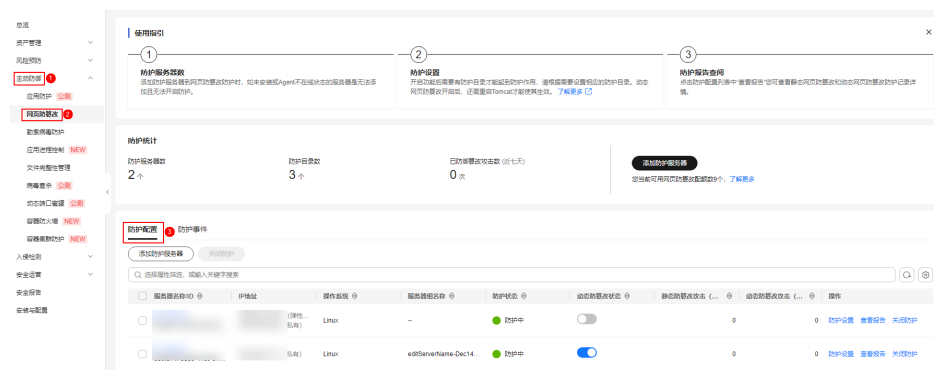 总览
资产管理
风险预防
主动防御 1
应用防护 公测
网页防篡改 2
勒索病毒防护
应用进程控制 NEW
文件完整性管理
病毒查杀 公测
动态端口蜜罐 公测
容器防火墙 NEW
容器集群防护 NEW
入侵检测
安全运营
安全报告
安装与配置
使用指引
1
防护服务器数
添加防护服务器到网页防篡改防护时，如未安装或Agent不在线状态的服务器是无法添
加且无法开启防护。
2
防护设置
开启功能后需要有防护目录才能起到防护作用，请根据需要设置相应的防护目录。动态
网页防篡改开启后，还需重启Tomcat才能使其生效。 了解更多
3
防护报告查阅
点击防护配置列表中“查看报告”您可查看静态网页防篡改和动态网页防篡改防护记录详
情。
防护统计
防护服务器数
2 个
防护目录数
3 个
已防御篡改攻击数 (近七天)
0 次
添加防护服务器
您当前可用网页防篡改配额数9个，了解更多
防护配置 3 防护事件
添加防护服务器 关闭防护
选择属性筛选，或输入关键字搜索
服务器名称/ID IP地址 操作系统 服务器组名称 防护状态 动态防篡改状态 静态防篡改攻击 (... 动态防篡改攻击 (... 操作
(弹性...
私有) Linux -- 防护中 0 0 防护设置 查看报告 关闭防护
私有) Linux editServerName-Dec14... 防护中 0 0 防护设置 查看报告 关闭防护